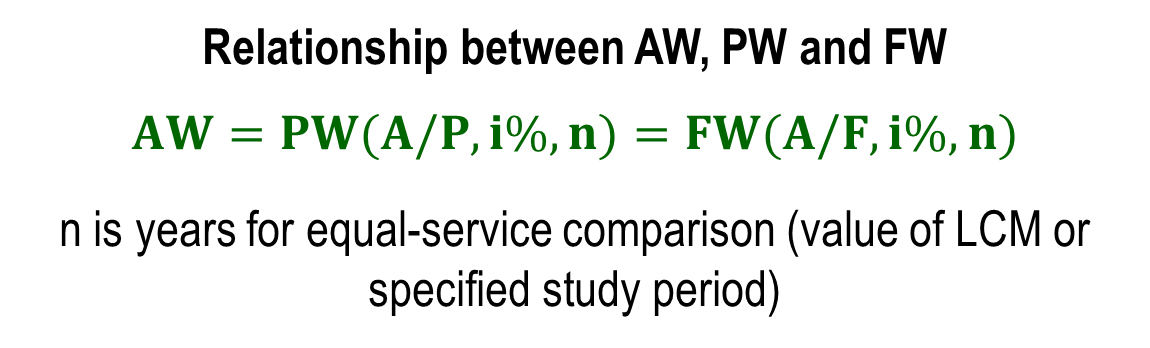 Relationship between AW, PW and FW
AW = PW(A/P, i%, n) = FW(A/F, i%, n)
n is years for equal-service comparison (value of LCM or
specified study period)